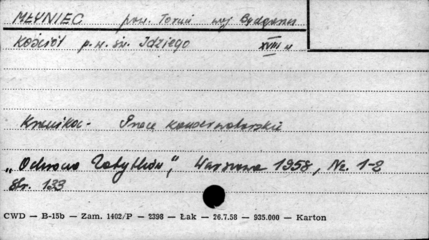 MŁYNIEC pow. Toruń woj Bydgoszcz
Kościół p.w. św. Idziego XVIII w
Kronika - Prace konserwatorskie
"Ochrona Zabytków", Warszawa 1958, Nr. 1-2
Str. 133
CWD — B-15b — Zam. 1402/P — 2398 — Łak — 26.7.58 — 935.000 — Karton